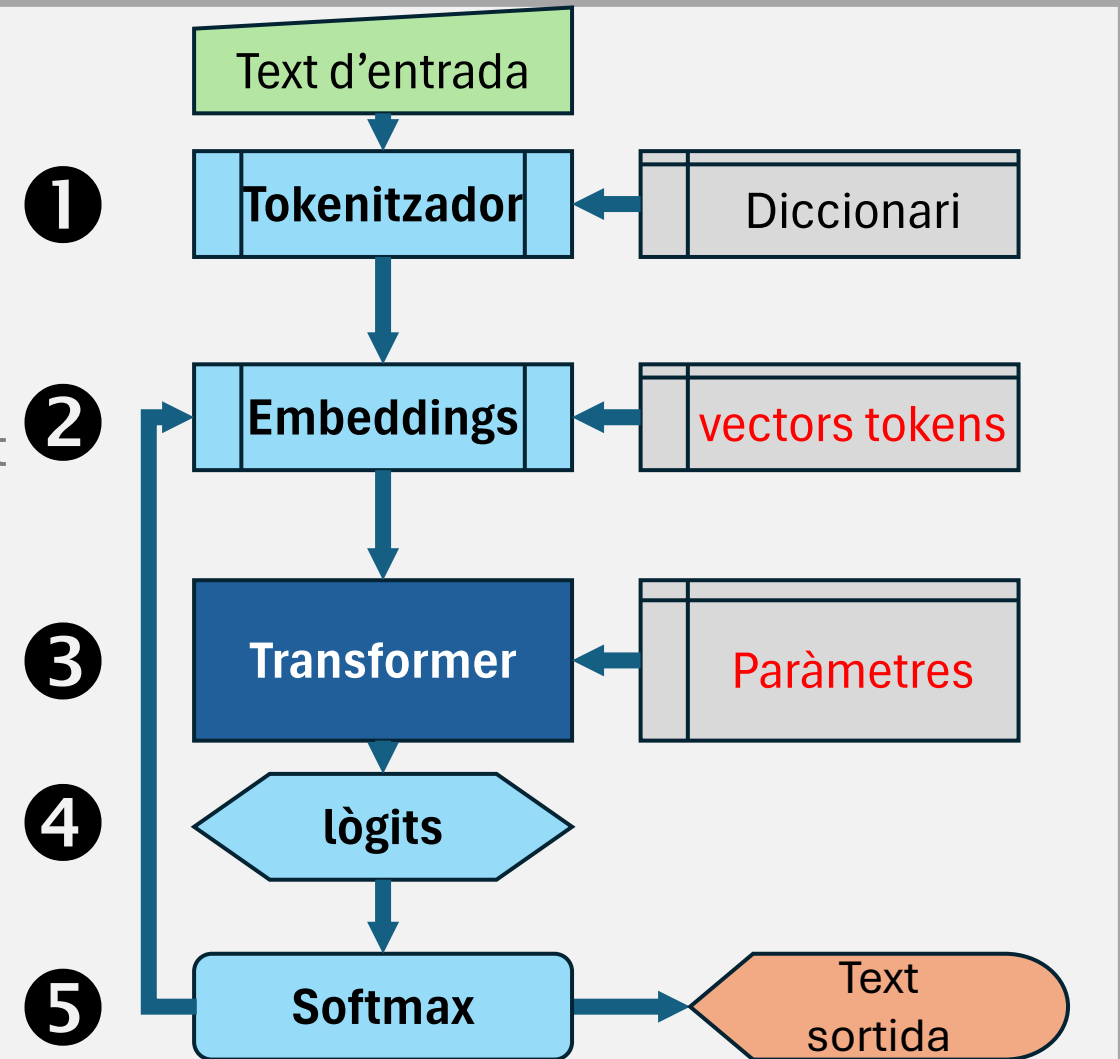 Text d'entrada
❶
Tokenitzador
Diccionari
❷
Embeddings
vectors tokens
❸
Transformer
Paràmetres
❹
lògits
❺
Softmax
Text
sortida